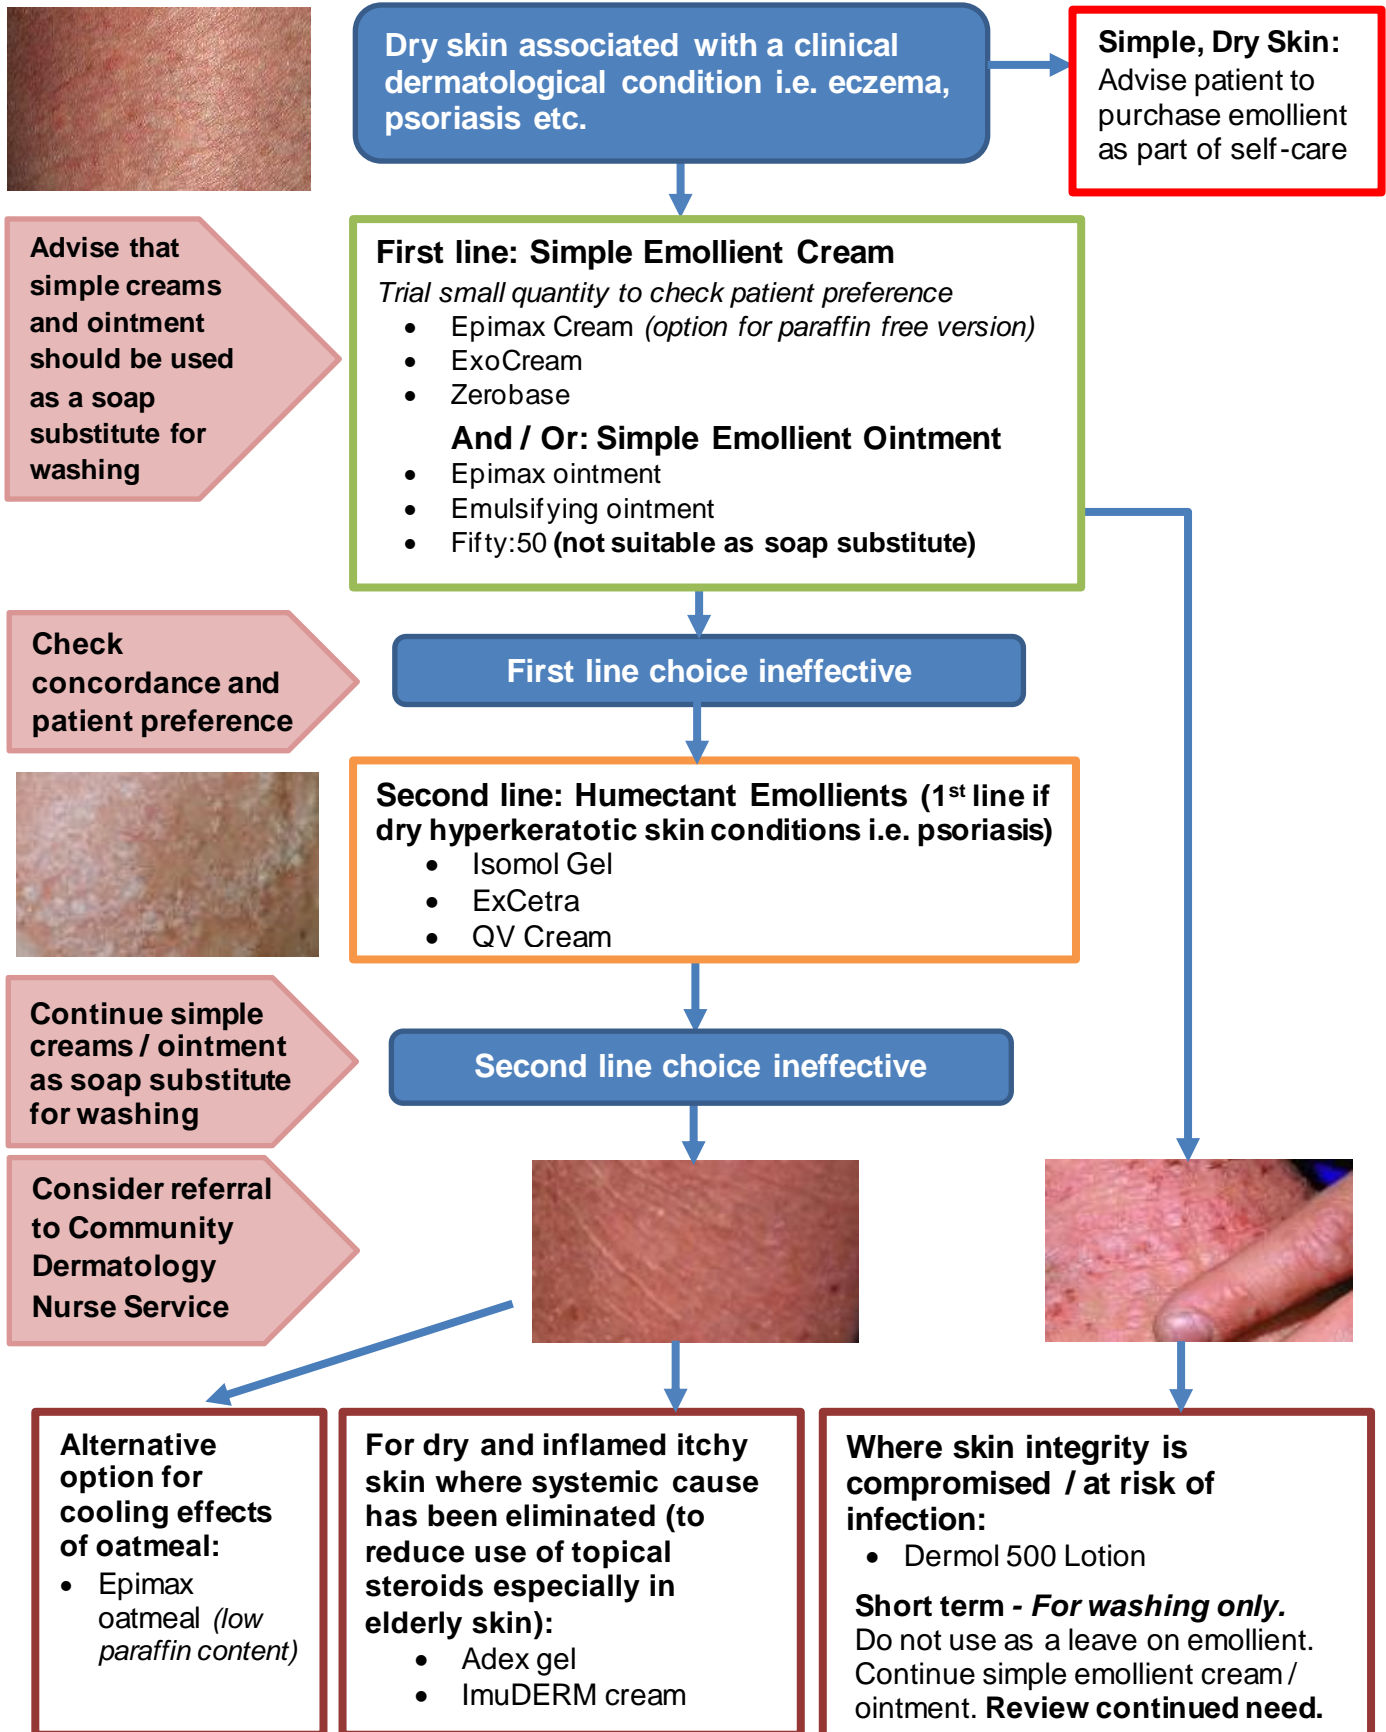 Dry skin associated with a clinical
dermatological condition i.e. eczema,
psoriasis etc.
Simple, Dry Skin:
Advise patient to
purchase emollient
as part of self-care
Advise that
simple creams
and ointment
should be used
as a soap
substitute for
washing
First line: Simple Emollient Cream
Trial small quantity to check patient preference
• Epimax Cream (option for paraffin free version)
• ExoCream
• Zerobase
And / Or: Simple Emollient Ointment
• Epimax ointment
• Emulsifying ointment
• Fifty:50 (not suitable as soap substitute)
Check
concordance and
patient preference
First line choice ineffective
Second line: Humectant Emollients (1st line if
dry hyperkeratotic skin conditions i.e. psoriasis)
• Isomol Gel
• ExCetra
• QV Cream
Continue simple
creams / ointment
as soap substitute
for washing
Second line choice ineffective
Consider referral
to Community
Dermatology
Nurse Service
Alternative
option for
cooling effects
of oatmeal:
• Epimax
oatmeal (low
paraffin content)
For dry and inflamed itchy
skin where systemic cause
has been eliminated (to
reduce use of topical
steroids especially in
elderly skin):
• Adex gel
• ImuDERM cream
Where skin integrity is
compromised / at risk of
infection:
• Dermol 500 Lotion
Short term - For washing only.
Do not use as a leave on emollient.
Continue simple emollient cream /
ointment. Review continued need.